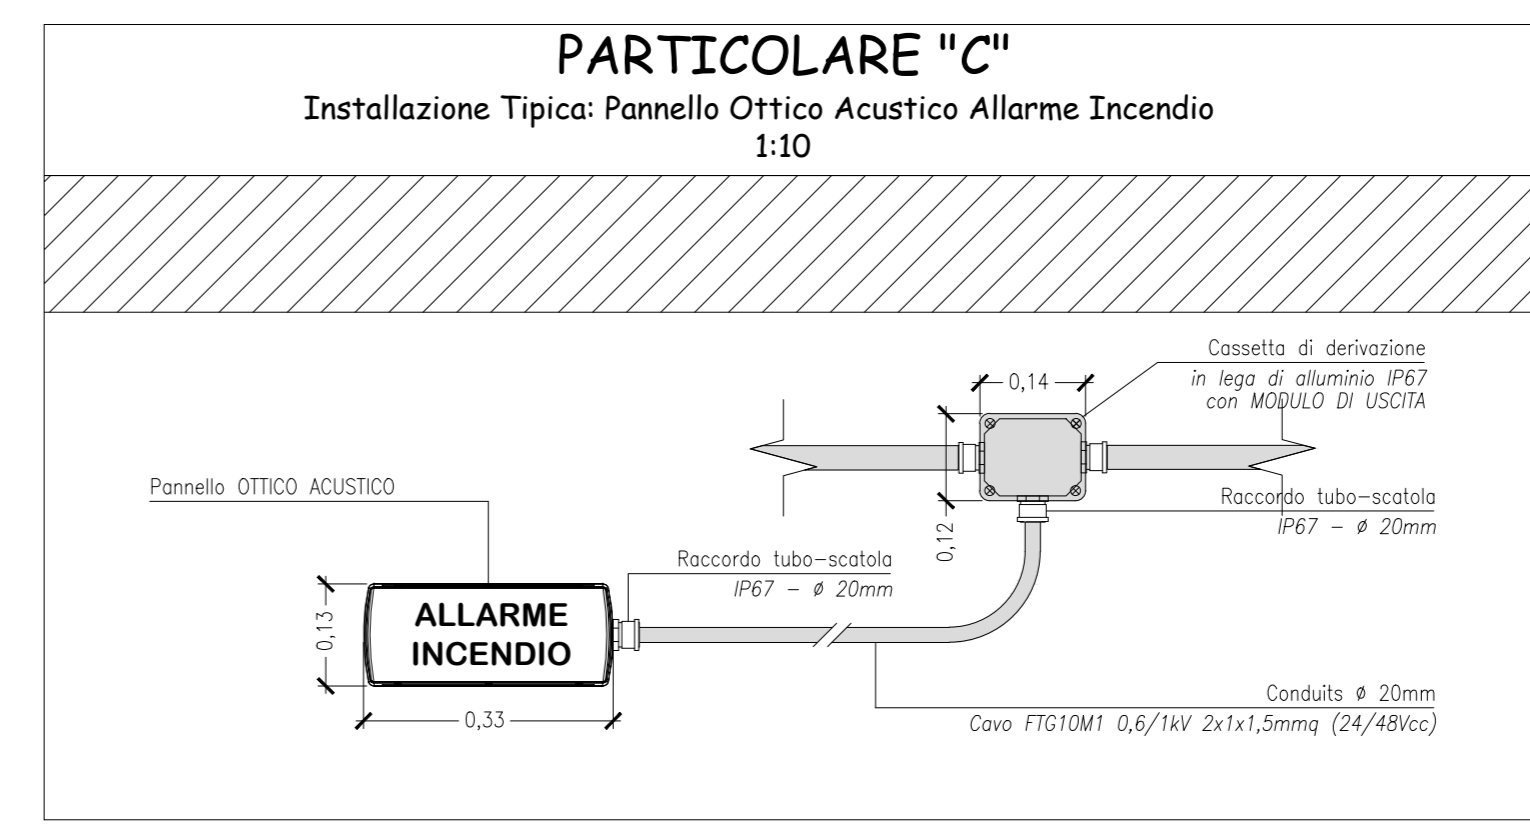 PARTICOLARE "C"
Installazione Tipica: Pannello Ottico Acustico Allarme Incendio
1:10
Cassetta di derivazione
in lega di alluminio IP67
con MODULO DI USCITA
0,14
0,12
Pannello OTTICO ACUSTICO
Raccordo tubo-scatola
IP67 - ø 20mm
Raccordo tubo-scatola
IP67 - ø 20mm
ALLARME
INCENDIO
0,13
0,33
Conduits ø 20mm
Cavo FTG10M1 0,6/1kV 2x1x1,5mmq (24/48Vcc)